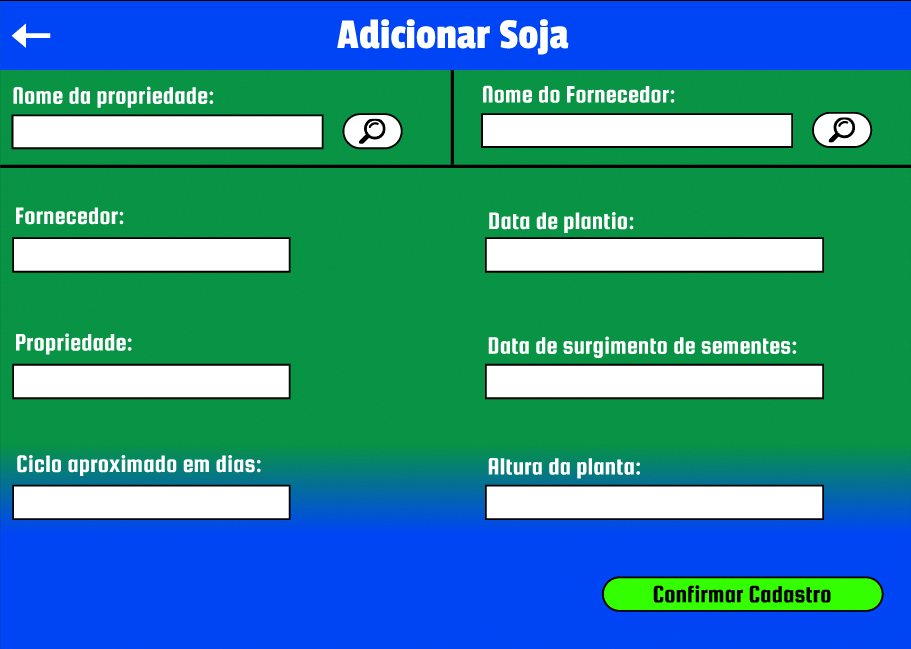 Adicionar Soja
Nome da propriedade:
Nome do Fornecedor:
Fornecedor:
Data de plantio:
Propriedade:
Data de surgimento de sementes:
Ciclo aproximado em dias:
Altura da planta:
Confirmar Cadastro